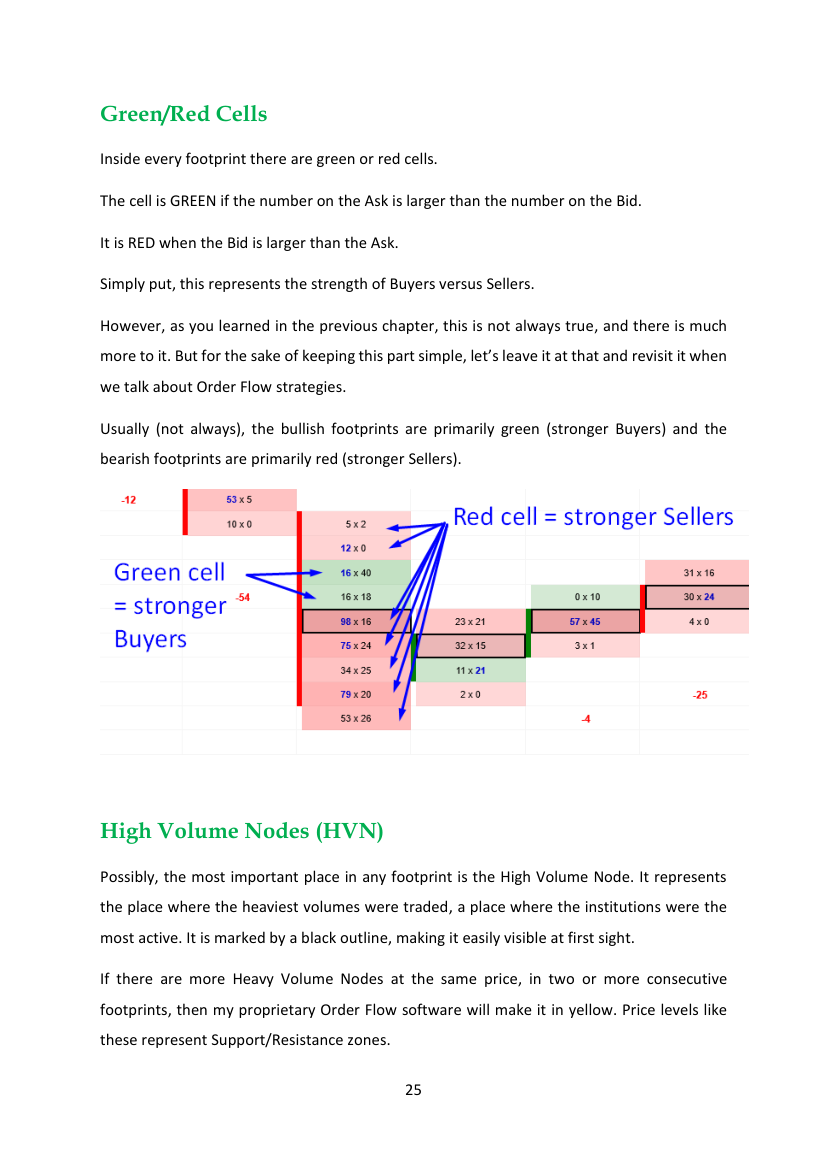 Green/Red Cells
Inside every footprint there are green or red cells.
The cell is GREEN if the number on the Ask is larger than the number on the Bid.
It is RED when the Bid is larger than the Ask.
Simply put, this represents the strength of Buyers versus Sellers.
However, as you learned in the previous chapter, this is not always true, and there is much
more to it. But for the sake of keeping this part simple, let’s leave it at that and revisit it when
we talk about Order Flow strategies.
Usually (not always), the bullish footprints are primarily green (stronger Buyers) and the
bearish footprints are primarily red (stronger Sellers).
-12 53 x 5
10 x 0 5 x 2 Red cell = stronger Sellers
12 x 0
Green cell 16 x 40 31 x 16
= stronger -54 16 x 18 0 x 10 30 x 24
Buyers 98 x 16 23 x 21 57 x 45 4 x 0
75 x 24 32 x 15 3 x 1
34 x 25 11 x 21
79 x 20 2 x 0 -25
53 x 26 -4
High Volume Nodes (HVN)
Possibly, the most important place in any footprint is the High Volume Node. It represents
the place where the heaviest volumes were traded, a place where the institutions were the
most active. It is marked by a black outline, making it easily visible at first sight.
If there are more Heavy Volume Nodes at the same price, in two or more consecutive
footprints, then my proprietary Order Flow software will make it in yellow. Price levels like
these represent Support/Resistance zones.
25